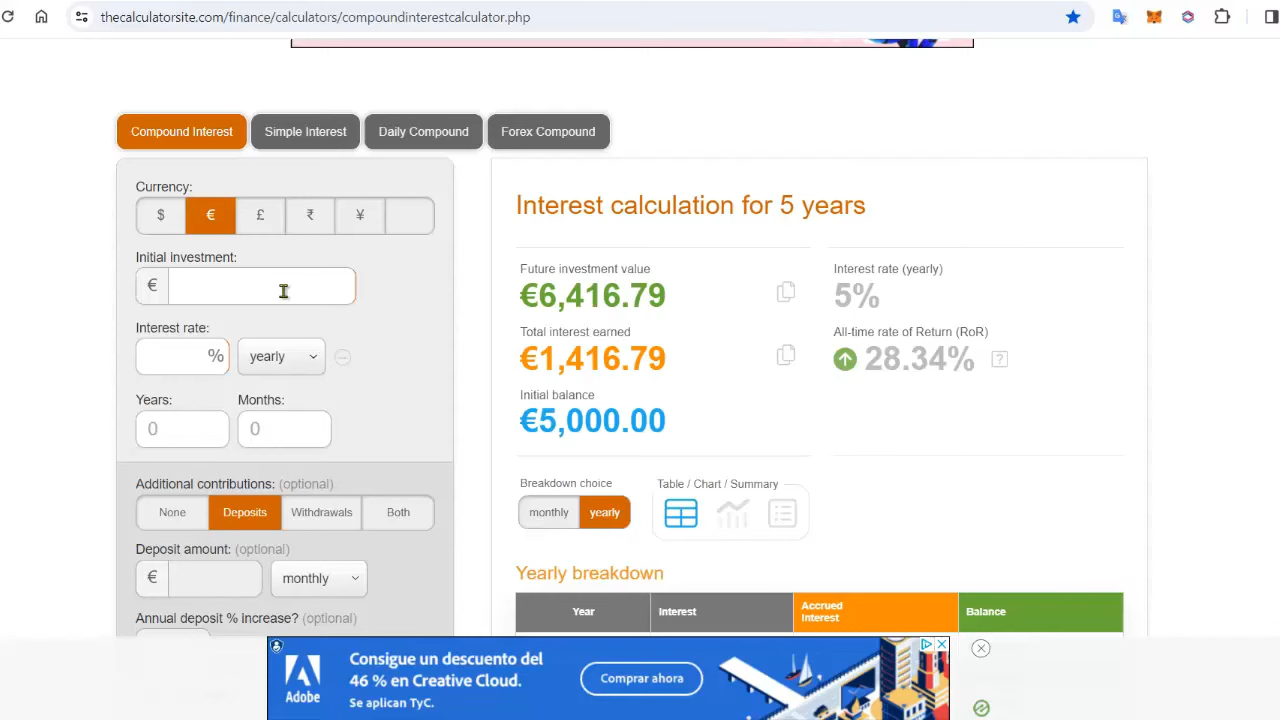 thecalculatorsite.com/finance/calculators/compoundinterestcalculator.php
Compound Interest
Simple Interest
Daily Compound
Forex Compound
Currency:
$ € £ ₹ ¥
Initial investment:
€
Interest rate:
% yearly
Years: Months:
0 0
Additional contributions: (optional)
None Deposits Withdrawals Both
Deposit amount: (optional)
€ monthly
Annual deposit % increase? (optional)
Interest calculation for 5 years
Future investment value
€6,416.79
Total interest earned
€1,416.79
Initial balance
€5,000.00
Interest rate (yearly)
5%
All-time rate of Return (RoR)
28.34% ?
Breakdown choice
monthly yearly
Table / Chart / Summary
Yearly breakdown
Year
Interest
Accrued
Interest
Balance
Adobe
Consigue un descuento del
46 % en Creative Cloud.
Se aplican TyC.
Comprar ahora